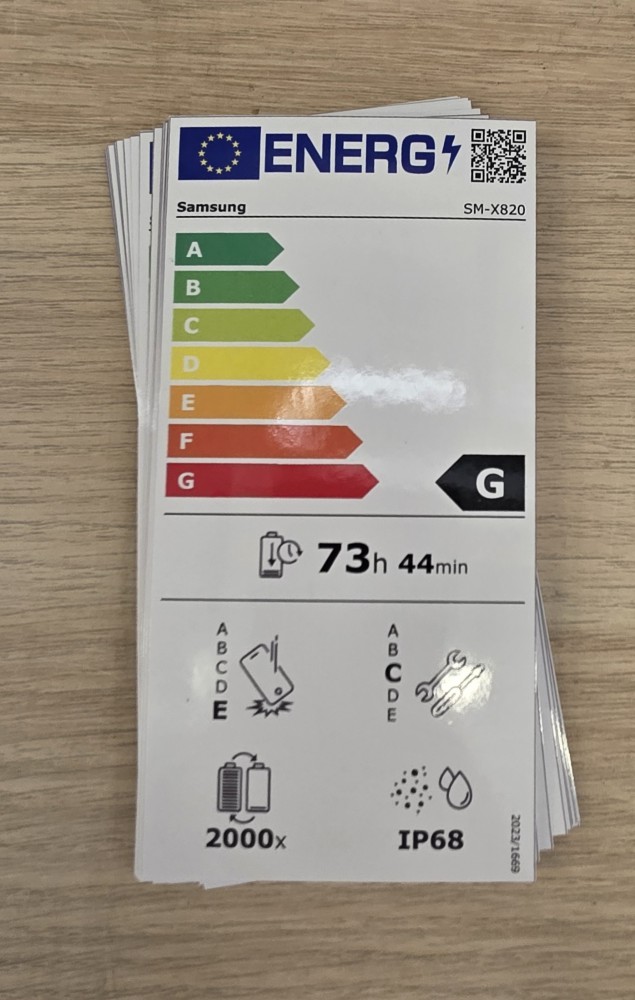 ENERG
Samsung SM-X820
A
B
C
D
E
F
G
G
73h 44min
A
B
C
D
E
A
B
C
D
E
2000x
IP68
2023/1669